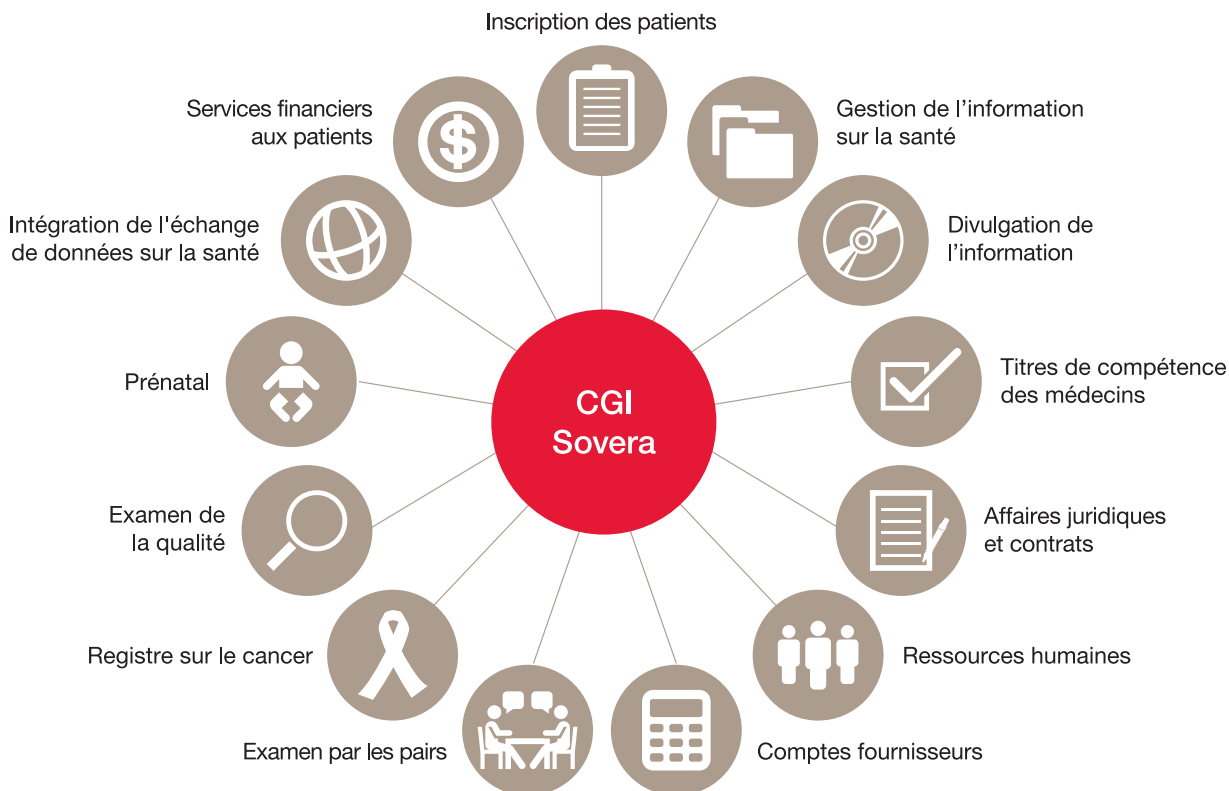 Inscription des patients
Services financiers
aux patients
Gestion de l’information
sur la santé
Intégration de l'échange
de données sur la santé
Divulgation de
l’information
Prénatal
CGI
Sovera
Titres de compétence
des médecins
Examen de
la qualité
Affaires juridiques
et contrats
Registre sur le cancer
Ressources humaines
Examen par les pairs
Comptes fournisseurs